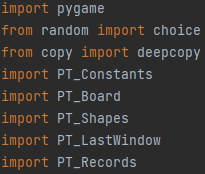 import pygame
from random import choice
from copy import deepcopy
import PT_Constants
import PT_Board
import PT_Shapes
import PT_LastWindow
import PT_Records